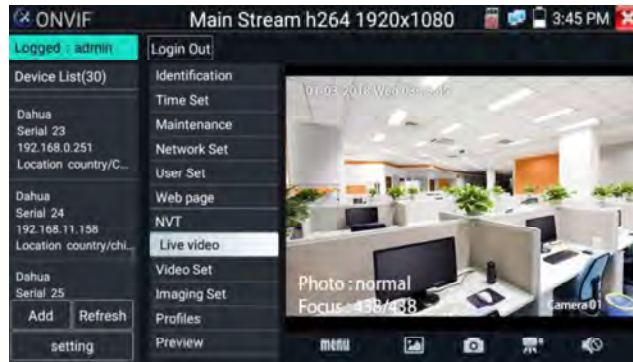 ONVIF
Main Stream h264 1920x1080
3:45 PM
Logged : admin
Login Out
Device List(30)
Dahua
Serial 23
192.168.0.251
Location country/C...
Dahua
Serial 24
192.168.11.158
Location country/chi...
Dahua
Serial 25
Add
Refresh
setting
Identification
Time Set
Maintenance
Network Set
User Set
Web page
NVT
Live video
Video Set
Imaging Set
Profiles
Preview
Photo : normal
Focus : 438/438
Camera 01
menu